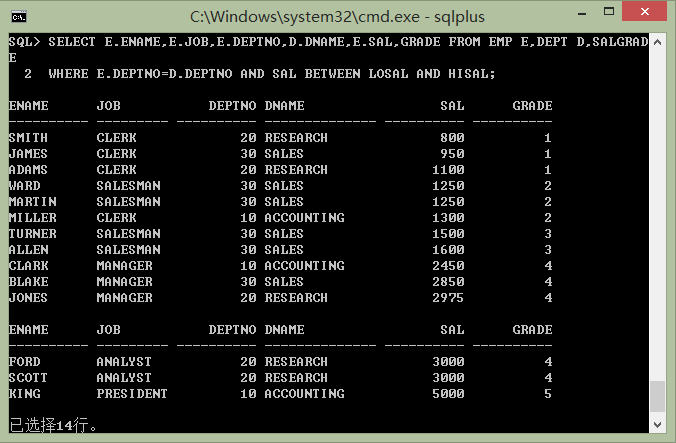 C:\Windows\system32\cmd.exe - sqlplus
SQL> SELECT E.ENAME,E.JOB,E.DEPTNO,D.DNAME,E.SAL,GRADE FROM EMP E,DEPT D,SALGRAD
E
  2  WHERE E.DEPTNO=D.DEPTNO AND SAL BETWEEN LOSAL AND HISAL;
ENAME      JOB           DEPTNO DNAME                 SAL      GRADE
---------- --------- ---------- -------------- ---------- ----------
SMITH      CLERK             20 RESEARCH              800          1
JAMES      CLERK             30 SALES                 950          1
ADAMS      CLERK             20 RESEARCH             1100          1
WARD       SALESMAN          30 SALES                1250          2
MARTIN     SALESMAN          30 SALES                1250          2
MILLER     CLERK             10 ACCOUNTING           1300          2
TURNER     SALESMAN          30 SALES                1500          3
ALLEN      SALESMAN          30 SALES                1600          3
CLARK      MANAGER           10 ACCOUNTING           2450          4
BLAKE      MANAGER           30 SALES                2850          4
JONES      MANAGER           20 RESEARCH             2975          4
ENAME      JOB           DEPTNO DNAME                 SAL      GRADE
---------- --------- ---------- -------------- ---------- ----------
FORD       ANALYST           20 RESEARCH             3000          4
SCOTT      ANALYST           20 RESEARCH             3000          4
KING       PRESIDENT         10 ACCOUNTING           5000          5
已选择14行。